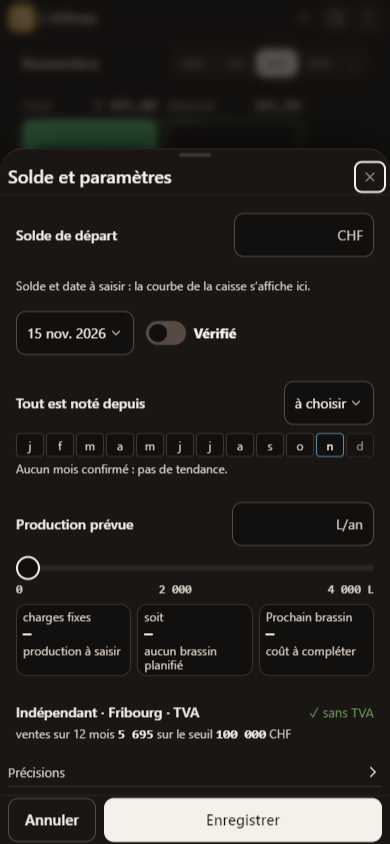 Novembre
Solde et paramètres
Solde de départ
CHF
Solde et date à saisir : la courbe de la caisse s’affiche ici.
15 nov. 2026
Vérifié
Tout est noté depuis
à choisir
j f m a m j j a s o n d
Aucun mois confirmé : pas de tendance.
Production prévue
L/an
0 2 000 4 000 L
charges fixes
–
production à saisir
soit
–
aucun brassin
planifié
Prochain brassin
–
coût à compléter
Indépendant · Fribourg · TVA
✓ sans TVA
ventes sur 12 mois 5 695 sur le seuil 100 000 CHF
Précisions
Annuler
Enregistrer